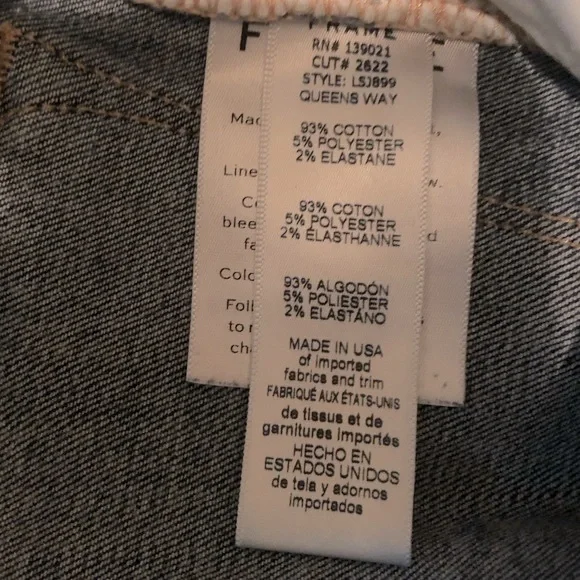 FRAME
RN# 139021
CUT# 2622
STYLE: LSJ899
QUEENS WAY
93% COTTON
5% POLYESTER
2% ELASTANE
93% COTON
5% POLYESTER
2% ELASTHANNE
93% ALGODÓN
5% POLIESTER
2% ELASTÁNO
MADE IN USA
of imported
fabrics and trim
FABRIQUÉ AUX ÉTATS-UNIS
de tissus et de
garnitures importés
HECHO EN
ESTADOS UNIDOS
de tela y adornos
importados